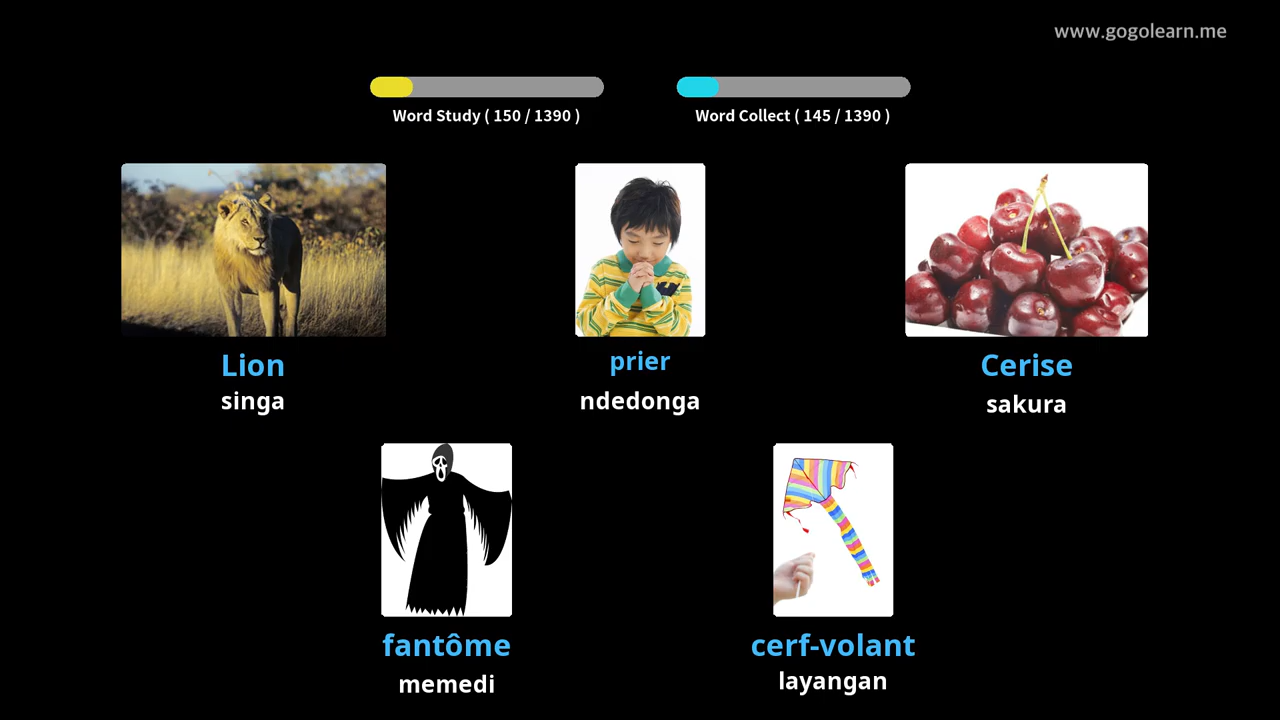 www.gogolearn.me
Word Study ( 150 / 1390 )
Word Collect ( 145 / 1390 )
Lion
singa
prier
ndedonga
Cerise
sakura
fantôme
memedi
cerf-volant
layangan